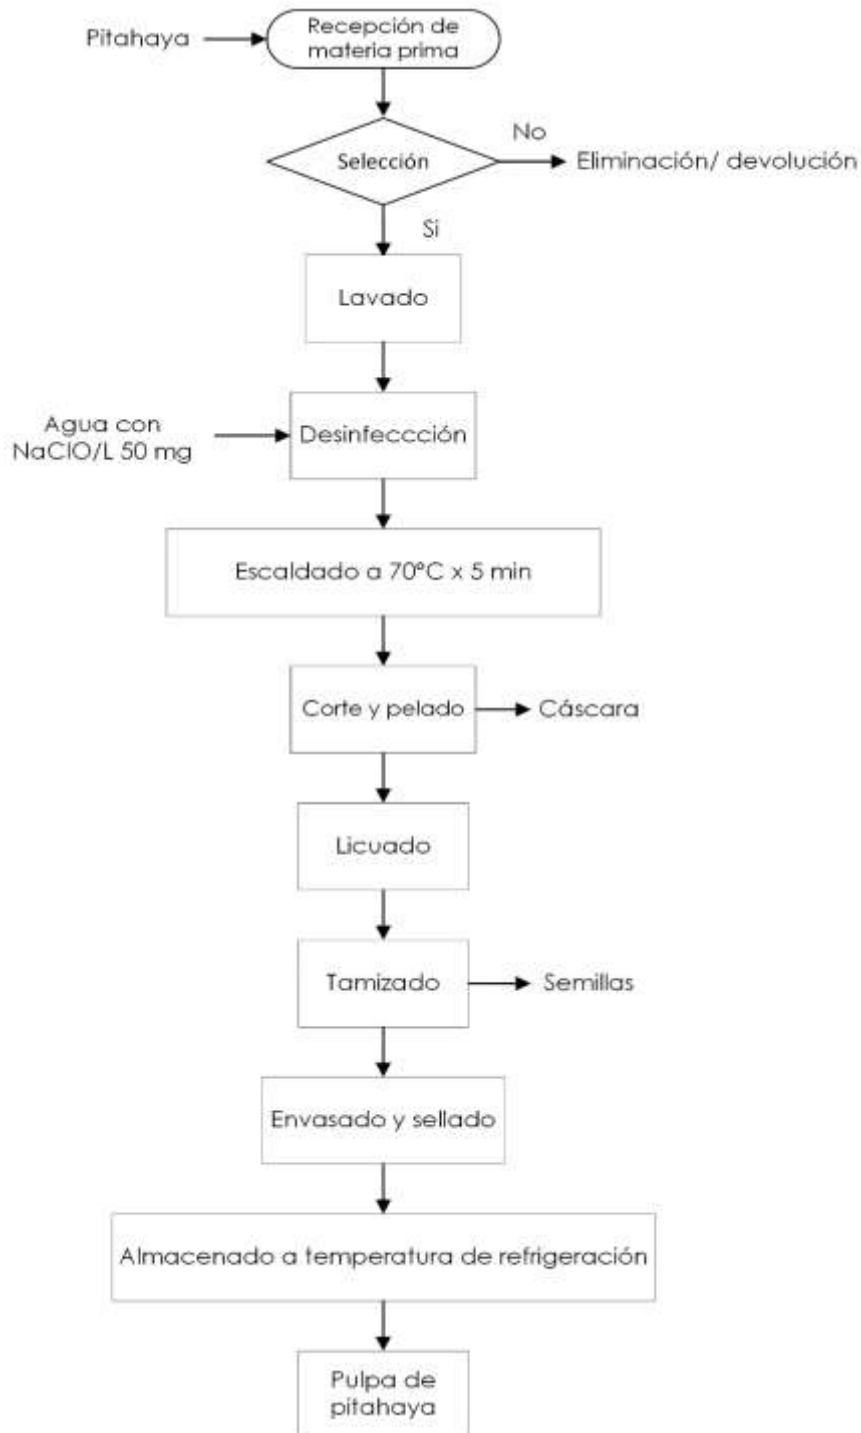 Pitahaya
Recepción de
materia prima
Selección
No
Eliminación/ devolución
Si
Lavado
Agua con
NaClO/L 50 mg
Desinfeccción
Escaldado a 70°C x 5 min
Corte y pelado
Cáscara
Licuado
Tamizado
Semillas
Envasado y sellado
Almacenado a temperatura de refrigeración
Pulpa de
pitahaya